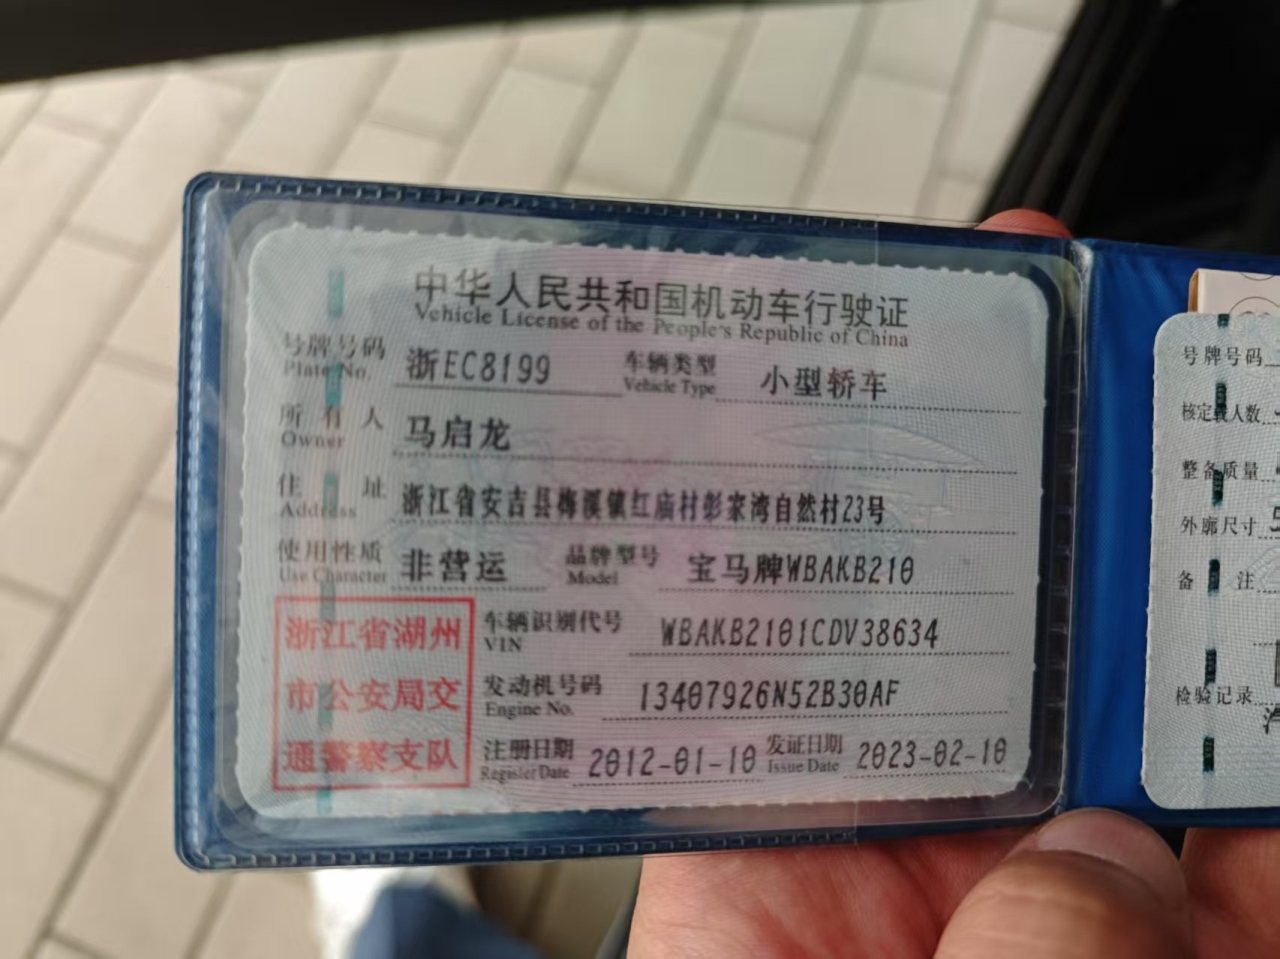 中华人民共和国机动车行驶证
Vehicle License of the People's Republic of China
号牌号码 浙EC8199 车辆类型 小型轿车
Plate No. Vehicle Type
所有人 马启龙
Owner
住址 浙江省安吉县梅溪镇红庙村彭家湾自然村23号
Address
使用性质 非营运 品牌型号 宝马牌WBAKB210
Use Character Model
浙江省湖州
市公安局交
通警察支队
车辆识别代号 WBAKB2101CDV38634
VIN
发动机号码 13407926N52B30AF
Engine No.
注册日期 2012-01-10 发证日期 2023-02-10
Register Date Issue Date
号牌号码
核定载人数
整备质量
外廓尺寸 5
备注
检验记录